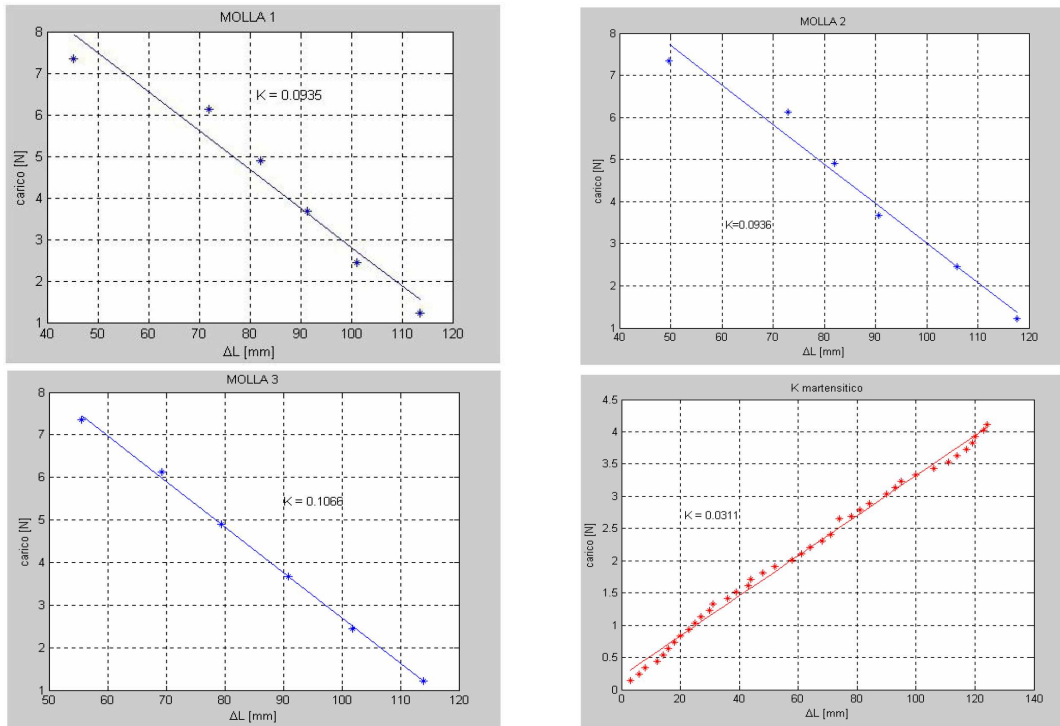 MOLLA 1
8
7
6
5
4
3
2
1
carico [N]
K = 0.0935
40 50 60 70 80 90 100 110 120
ΔL [mm]
MOLLA 2
8
7
6
5
4
3
2
1
carico [N]
K=0.0936
40 50 60 70 80 90 100 110 120
ΔL [mm]
MOLLA 3
8
7
6
5
4
3
2
1
carico [N]
K = 0.1066
50 60 70 80 90 100 110 120
ΔL [mm]
K martensitico
4.5
4
3.5
3
2.5
2
1.5
1
0.5
0
carico [N]
K = 0.0311
0 20 40 60 80 100 120 140
ΔL [mm]